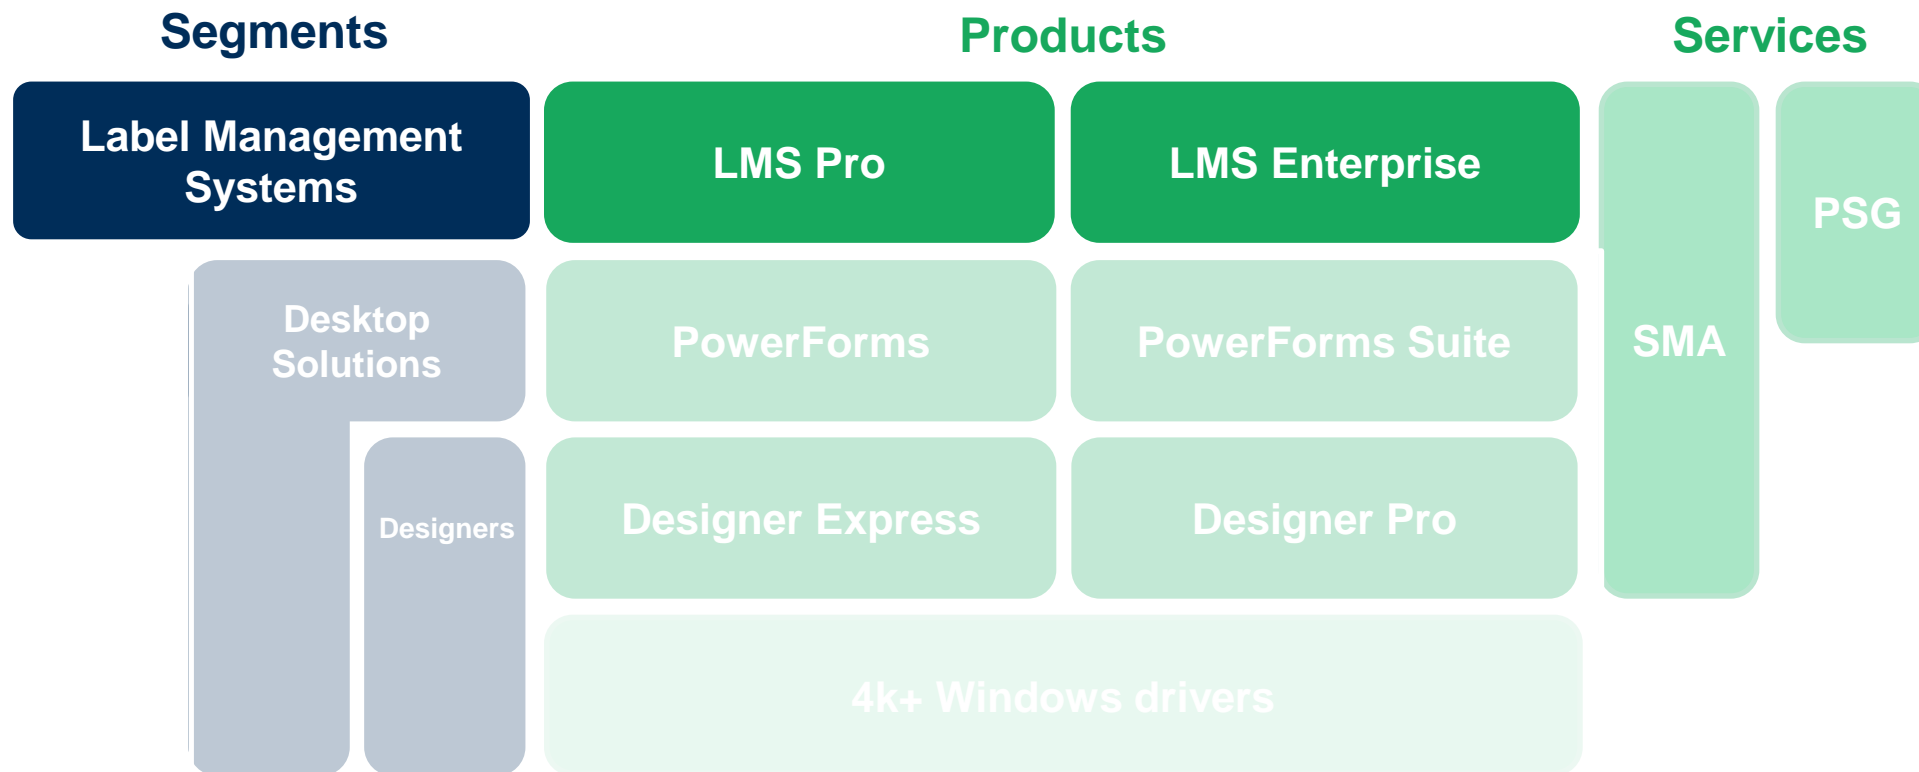 Segments
Products
Services
Label Management
Systems
LMS Pro
LMS Enterprise
PSG
Desktop
Solutions
PowerForms
PowerForms Suite
SMA
Designers
Designer Express
Designer Pro
4k+ Windows drivers